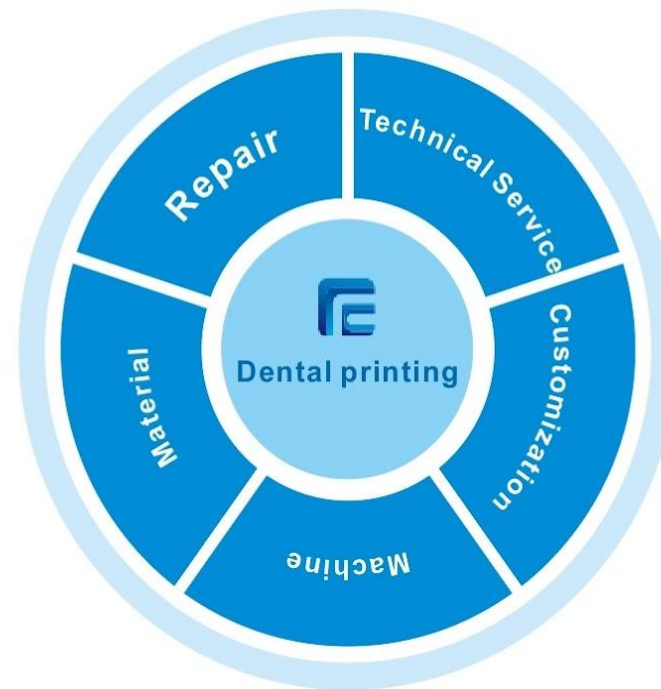 Repair
Technical Service
Customization
Machine
Material
Dental printing